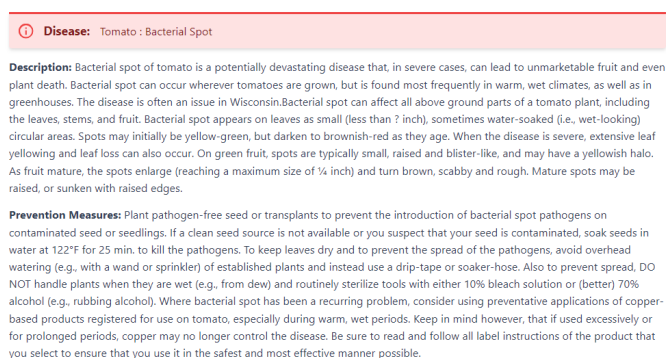 Disease: Tomato : Bacterial Spot
Description: Bacterial spot of tomato is a potentially devastating disease that, in severe cases, can lead to unmarketable fruit and even
plant death. Bacterial spot can occur wherever tomatoes are grown, but is found most frequently in warm, wet climates, as well as in
greenhouses. The disease is often an issue in Wisconsin.Bacterial spot can affect all above ground parts of a tomato plant, including
the leaves, stems, and fruit. Bacterial spot appears on leaves as small (less than ? inch), sometimes water-soaked (i.e., wet-looking)
circular areas. Spots may initially be yellow-green, but darken to brownish-red as they age. When the disease is severe, extensive leaf
yellowing and leaf loss can also occur. On green fruit, spots are typically small, raised and blister-like, and may have a yellowish halo.
As fruit mature, the spots enlarge (reaching a maximum size of ¼ inch) and turn brown, scabby and rough. Mature spots may be
raised, or sunken with raised edges.
Prevention Measures: Plant pathogen-free seed or transplants to prevent the introduction of bacterial spot pathogens on
contaminated seed or seedlings. If a clean seed source is not available or you suspect that your seed is contaminated, soak seeds in
water at 122°F for 25 min. to kill the pathogens. To keep leaves dry and to prevent the spread of the pathogens, avoid overhead
watering (e.g., with a wand or sprinkler) of established plants and instead use a drip-tape or soaker-hose. Also to prevent spread, DO
NOT handle plants when they are wet (e.g., from dew) and routinely sterilize tools with either 10% bleach solution or (better) 70%
alcohol (e.g., rubbing alcohol). Where bacterial spot has been a recurring problem, consider using preventative applications of copper-
based products registered for use on tomato, especially during warm, wet periods. Keep in mind however, that if used excessively or
for prolonged periods, copper may no longer control the disease. Be sure to read and follow all label instructions of the product that
you select to ensure that you use it in the safest and most effective manner possible.